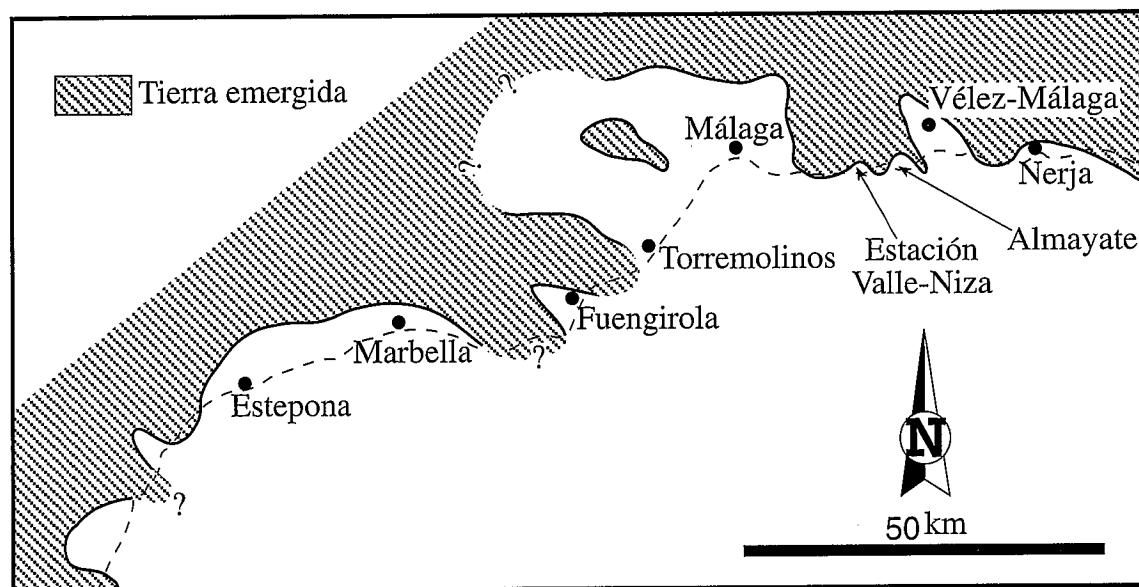 Tierra emergida
?
?
Vélez-Málaga
Málaga
Nerja
Almayate
Estación
Valle-Niza
Torremolinos
Fuengirola
?
Marbella
Estepona
?
N
50 km